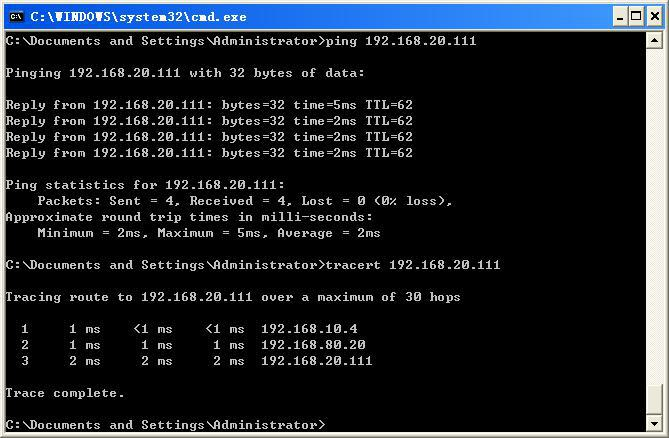 C:\WINDOWS\system32\cmd.exe
C:\Documents and Settings\Administrator>ping 192.168.20.111
Pinging 192.168.20.111 with 32 bytes of data:
Reply from 192.168.20.111: bytes=32 time=5ms TTL=62
Reply from 192.168.20.111: bytes=32 time=2ms TTL=62
Reply from 192.168.20.111: bytes=32 time=2ms TTL=62
Reply from 192.168.20.111: bytes=32 time=2ms TTL=62
Ping statistics for 192.168.20.111:
    Packets: Sent = 4, Received = 4, Lost = 0 (0% loss),
Approximate round trip times in milli-seconds:
    Minimum = 2ms, Maximum = 5ms, Average = 2ms
C:\Documents and Settings\Administrator>tracert 192.168.20.111
Tracing route to 192.168.20.111 over a maximum of 30 hops
  1     1 ms    <1 ms    <1 ms  192.168.10.4
  2     1 ms     1 ms     1 ms  192.168.80.20
  3     2 ms     2 ms     2 ms  192.168.20.111
Trace complete.
C:\Documents and Settings\Administrator>